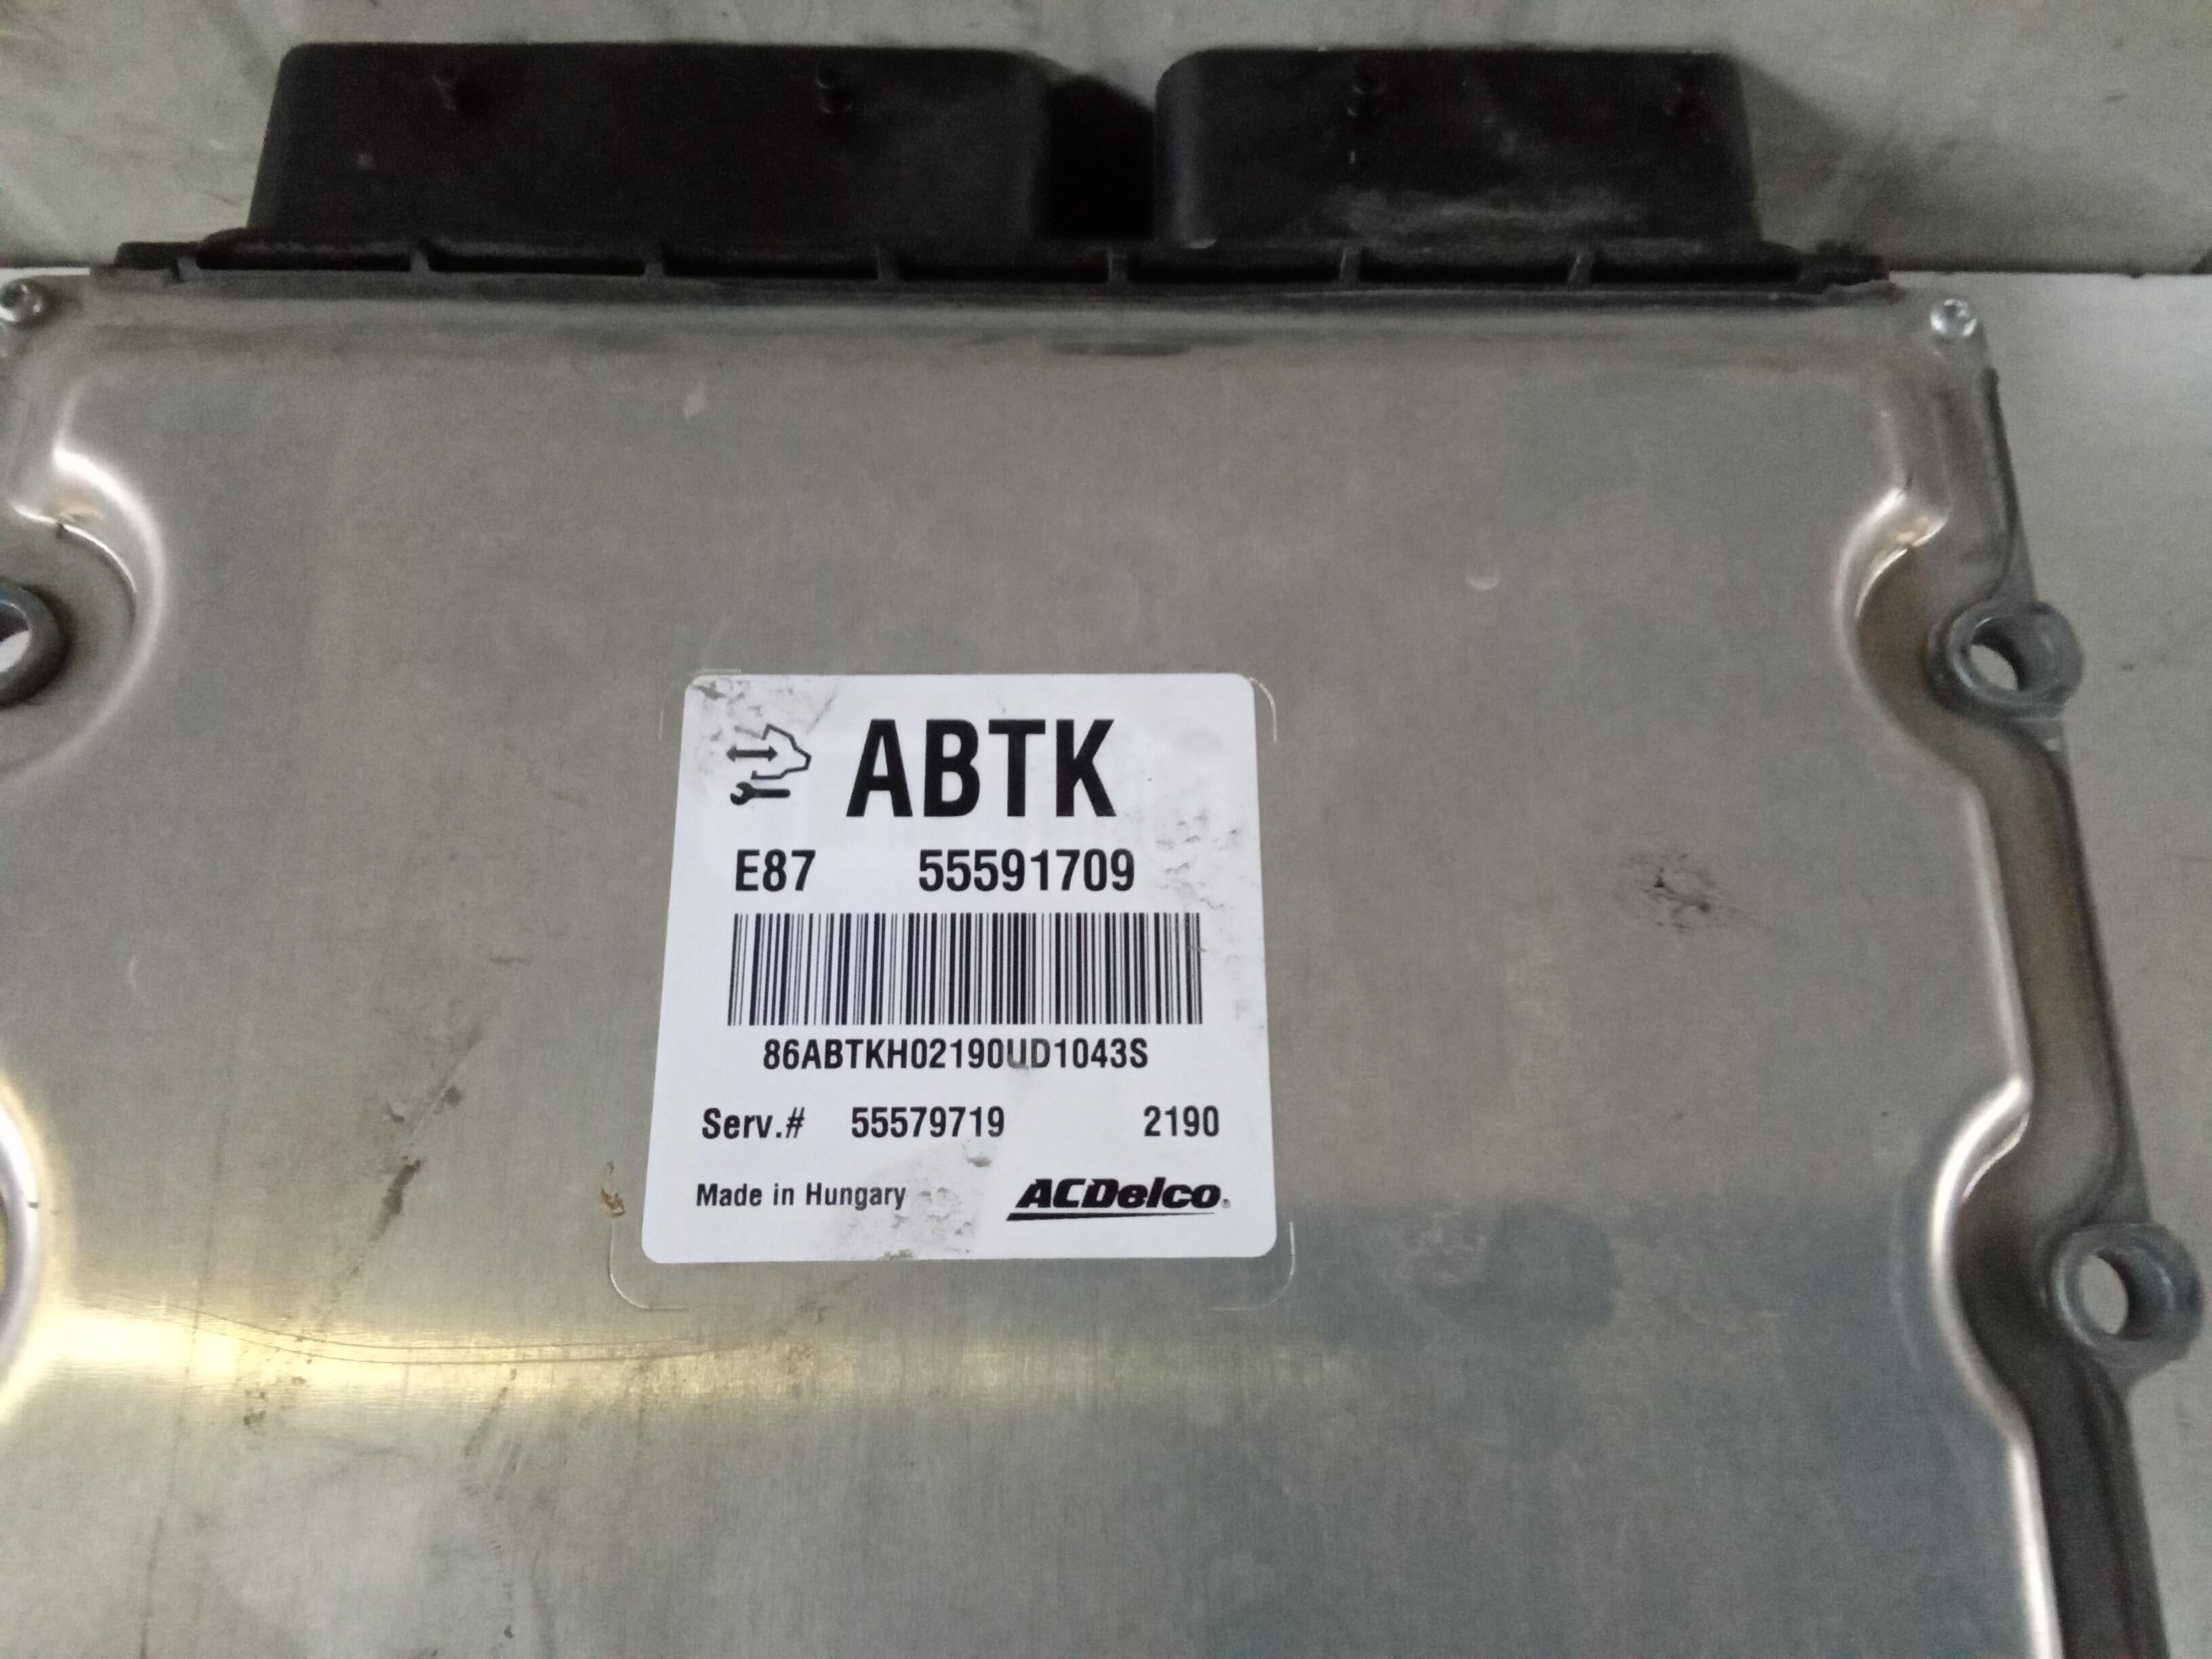 ABTK
E87 55591709
86ABTKH02190UD1043S
Serv.# 55579719 2190
Made in Hungary ACDelco®